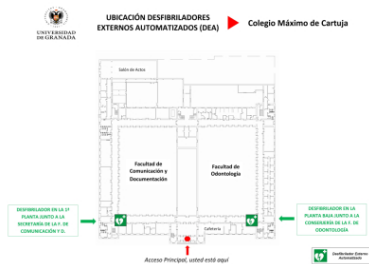 UNIVERSIDAD
DE GRANADA
UBICACIÓN DESFIBRILADORES
EXTERNOS AUTOMATIZADOS (DEA)
Colegio Máximo de Cartuja
Salón de Actos
Facultad de
Comunicación y
Documentación
Facultad de
Odontología
DESFIBRILADOR EN LA 1ª
PLANTA JUNTO A LA
SECRETARÍA DE LA F. DE
COMUNICACIÓN Y D.
DESFIBRILADOR EN LA
PLANTA BAJA JUNTO A LA
CONSERJERÍA DE LA F. DE
ODONTOLOGÍA
Cafetería
Acceso Principal, usted está aquí
Desfibrilador Externo
Automatizado